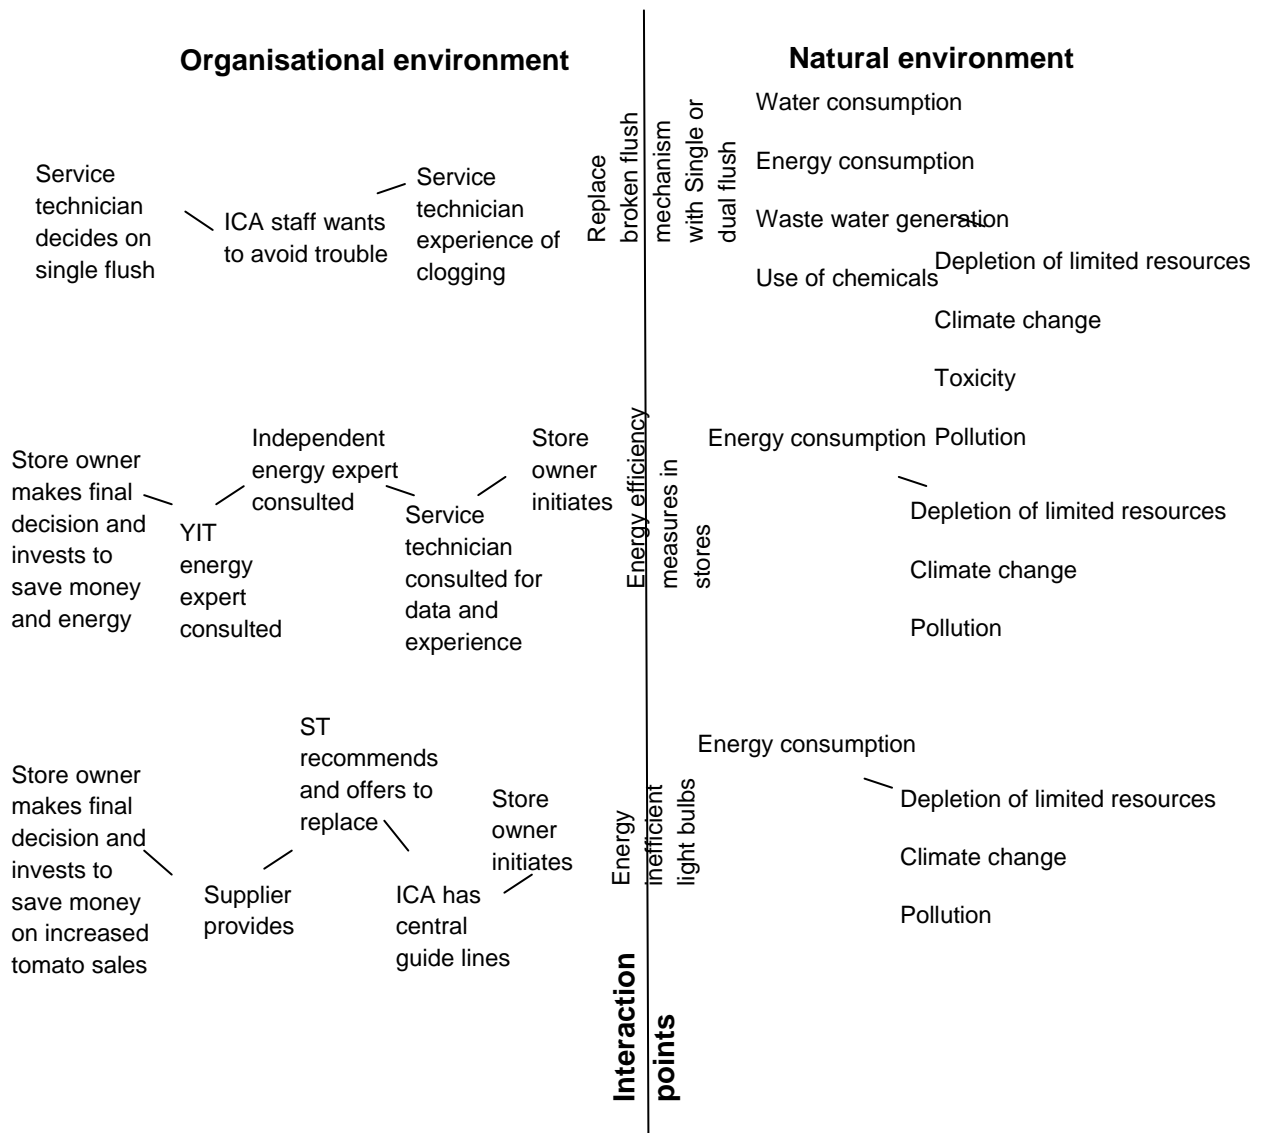 Organisational environment
Natural environment
Service
technician
decides on
single flush
ICA staff wants
to avoid trouble
Service
technician
experience of
clogging
Replace
broken flush
mechanism
with Single or
dual flush
Water consumption
Energy consumption
Waste water generation
Use of chemicals
Depletion of limited resources
Climate change
Toxicity
Pollution
Store owner
makes final
decision and
invests to
save money
and energy
YIT
energy
expert
consulted
Independent
energy expert
consulted
Service
technician
consulted for
data and
experience
Store
owner
initiates
Energy efficiency
measures in
stores
Energy consumption
Depletion of limited resources
Climate change
Pollution
Store owner
makes final
decision and
invests to
save money
on increased
tomato sales
Supplier
provides
ST
recommends
and offers to
replace
ICA has
central
guide lines
Store
owner
initiates
Energy
inefficient
light bulbs
Energy consumption
Depletion of limited resources
Climate change
Pollution
Interaction
points